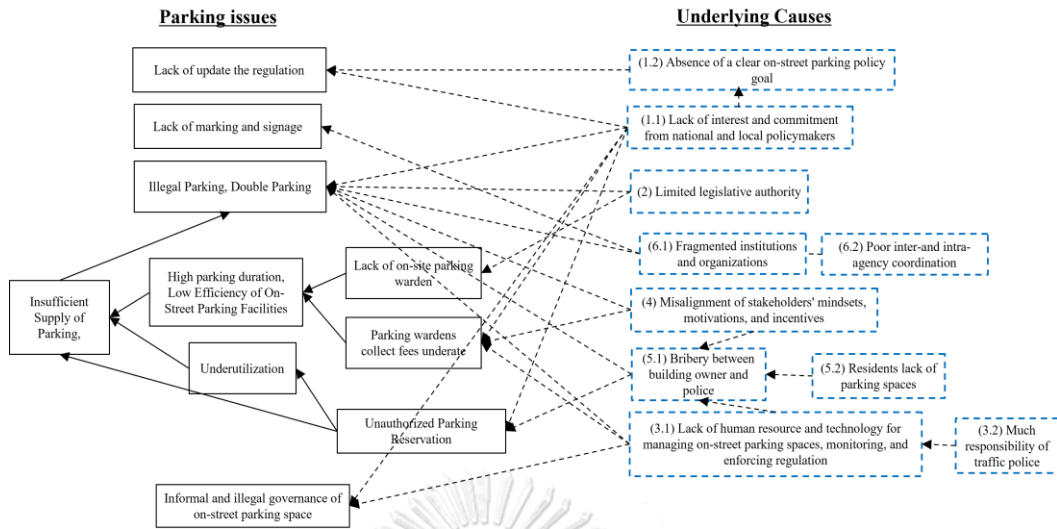 Parking issues
Lack of update the regulation
Lack of marking and signage
Illegal Parking, Double Parking
Lack of on-site parking
warden
High parking duration,
Low Efficiency of On-
Street Parking Facilities
Insufficient
Supply of
Parking,
Parking wardens
collect fees underate
Underutilization
Unauthorized Parking
Reservation
Informal and illegal governance of
on-street parking space
Underlying Causes
(1.2) Absence of a clear on-street parking policy
goal
(1.1) Lack of interest and commitment
from national and local policymakers
(2) Limited legislative authority
(6.1) Fragmented institutions
and organizations
(6.2) Poor inter-and intra-
agency coordination
(4) Misalignment of stakeholders' mindsets,
motivations, and incentives
(5.1) Bribery between
building owner and
police
(5.2) Residents lack of
parking spaces
(3.1) Lack of human resource and technology for
managing on-street parking spaces, monitoring, and
enforcing regulation
(3.2) Much
responsibility of
traffic police